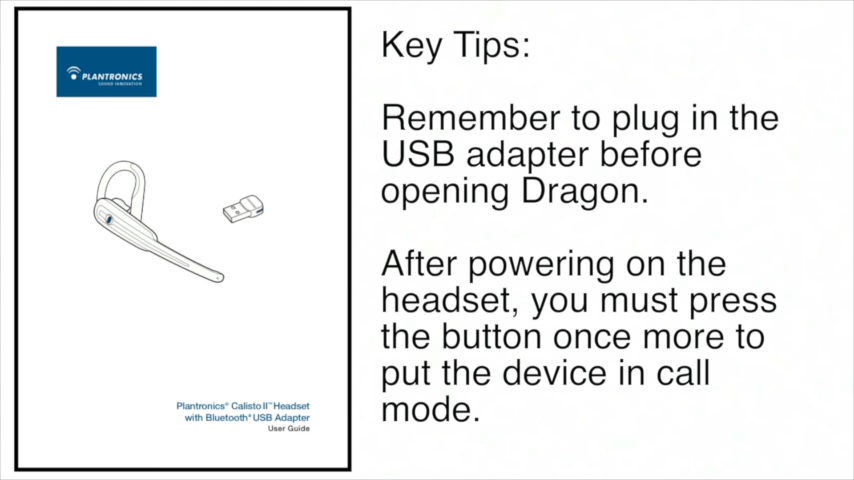 PLANTRONICS
SOUND INNOVATION
Plantronics® Calisto II™ Headset
with Bluetooth® USB Adapter
User Guide
Key Tips:
Remember to plug in the
USB adapter before
opening Dragon.
After powering on the
headset, you must press
the button once more to
put the device in call
mode.